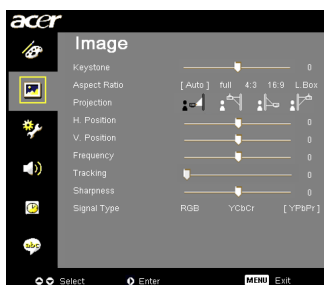 acer
Image
Keystone 0
Aspect Ratio [ Auto ] full 4:3 16:9 L.Box
Projection
H. Position 0
V. Position 0
Frequency 0
Tracking 0
Sharpness 0
Signal Type RGB YCbCr [ YPbPr ]
abc
Select Enter MENU Exit